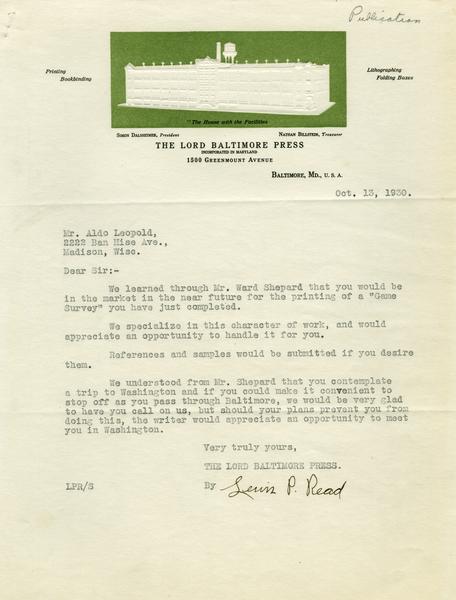 Publication
Printing
Bookbinding
Lithographing
Folding Boxes
"The House with the Facilities
Simon Dalsheimer, President
Nathan Billstein, Treasurer
THE LORD BALTIMORE PRESS
INCORPORATED IN MARYLAND
1500 Greenmount Avenue
Baltimore, Md., U. S. A.
Oct. 13, 1930.
Mr. Aldo Leopold,
2222 Ban Hise Ave.,
Madison, Wisc.
Dear Sir:-
We learned through Mr. Ward Shepard that you would be
in the market in the near future for the printing of a "Game
Survey" you have just completed.
We specialize in this character of work, and would
appreciate an opportunity to handle it for you.
References and samples would be submitted if you desire
them.
We understood from Mr. Shepard that you contemplate
a trip to Washington and if you could make it convenient to
stop off as you pass through Baltimore, we would be very glad
to have you call on us, but should your plans prevent you from
doing this, the writer would appreciate an opportunity to meet
you in Washington.
Very truly yours,
THE LORD BALTIMORE PRESS.
LPR/S
By Lewis P. Read